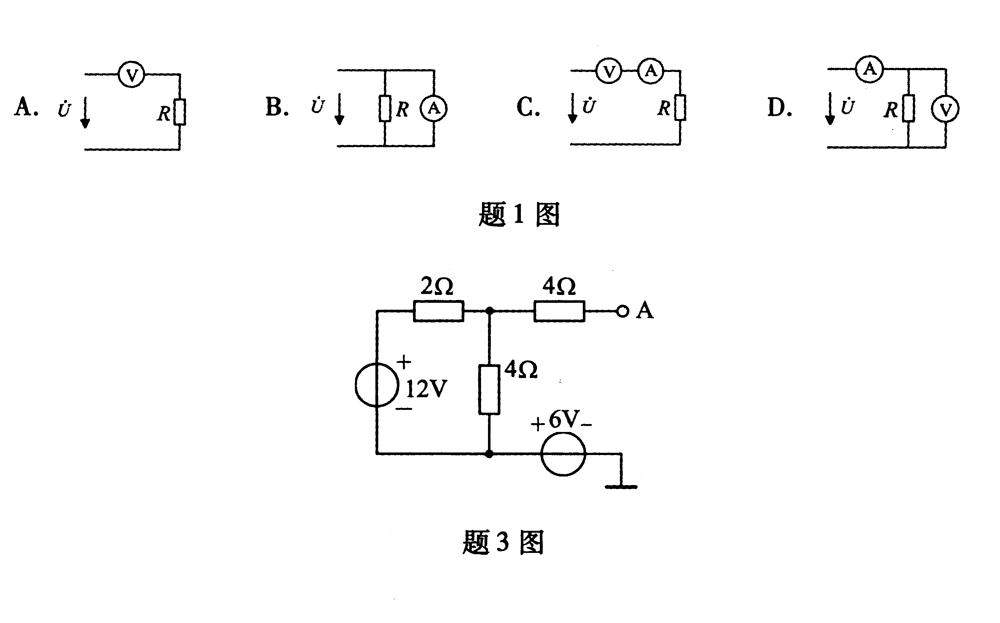 A. U̇ V R
B. U̇ R A
C. U̇ V A R
D. U̇ A R V
题1图
2Ω 4Ω A
+ 12V − 4Ω
+ 6V −
题3图